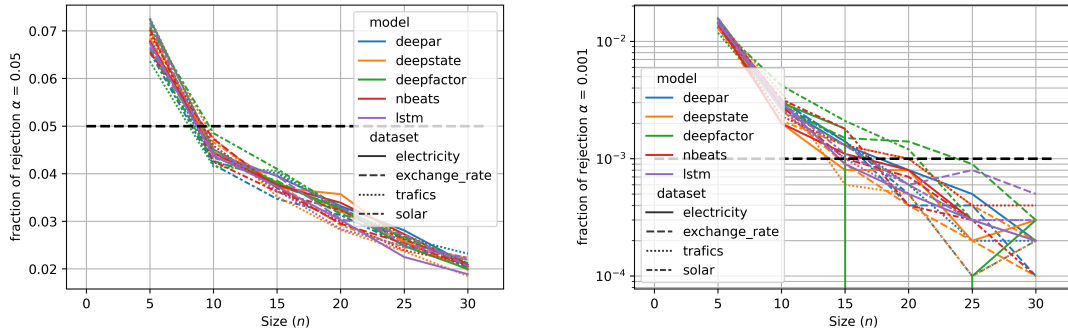 0.07
0.06
0.05
0.04
0.03
0.02
fraction of rejection α = 0.05
0
5
10
15
20
25
30
Size (n)
model
deepar
deepstate
deepfactor
nbeats
lstm
dataset
electricity
exchange_rate
trafics
solar
10⁻²
10⁻³
10⁻⁴
fraction of rejection α = 0.001
0
5
10
15
20
25
30
Size (n)
model
deepar
deepstate
deepfactor
nbeats
lstm
dataset
electricity
exchange_rate
trafics
solar